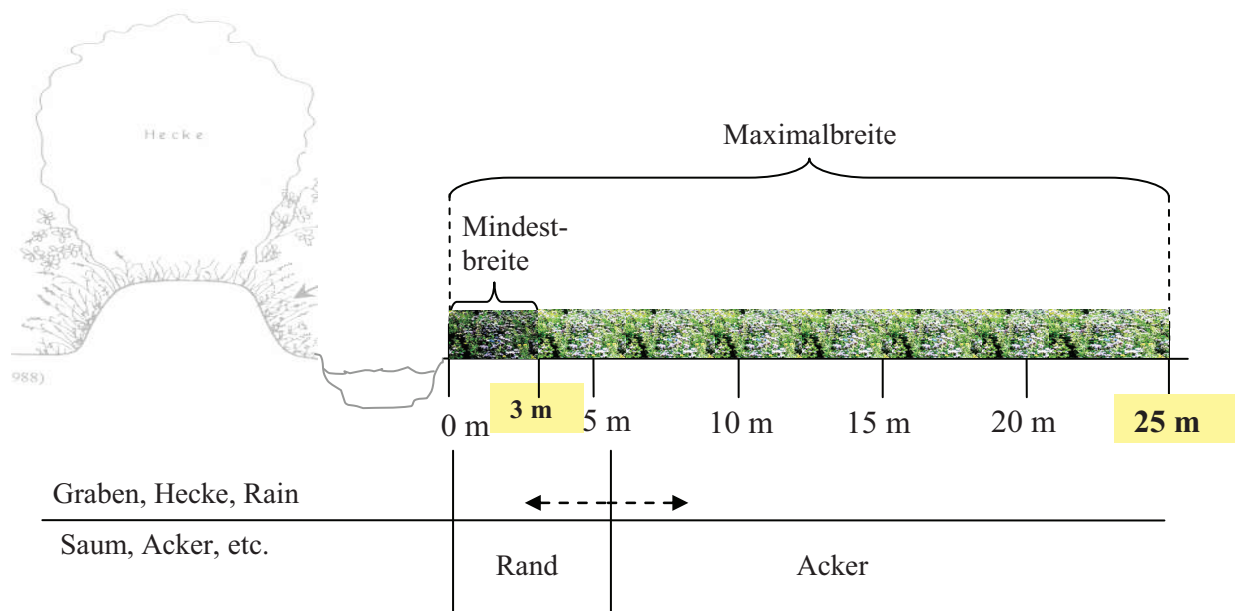 Hecke
Maximalbreite
Mindest-
breite
988)
0 m
3 m
5 m
10 m
15 m
20 m
25 m
Graben, Hecke, Rain
Saum, Acker, etc.
Rand
Acker